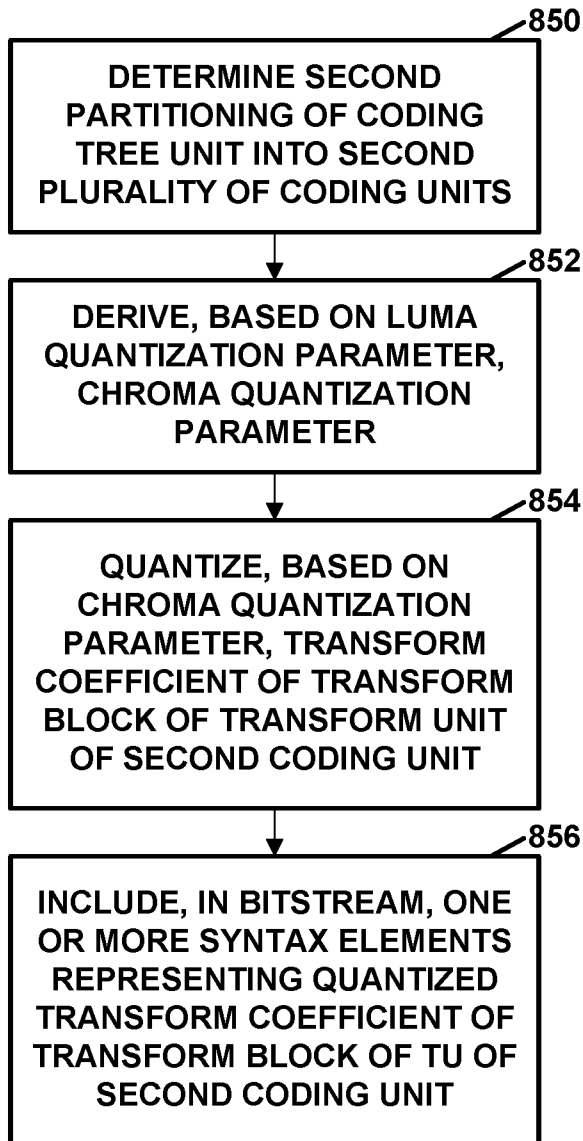 850
DETERMINE SECOND
PARTITIONING OF CODING
TREE UNIT INTO SECOND
PLURALITY OF CODING UNITS
852
DERIVE, BASED ON LUMA
QUANTIZATION PARAMETER,
CHROMA QUANTIZATION
PARAMETER
854
QUANTIZE, BASED ON
CHROMA QUANTIZATION
PARAMETER, TRANSFORM
COEFFICIENT OF TRANSFORM
BLOCK OF TRANSFORM UNIT
OF SECOND CODING UNIT
856
INCLUDE, IN BITSTREAM, ONE
OR MORE SYNTAX ELEMENTS
REPRESENTING QUANTIZED
TRANSFORM COEFFICIENT OF
TRANSFORM BLOCK OF TU OF
SECOND CODING UNIT